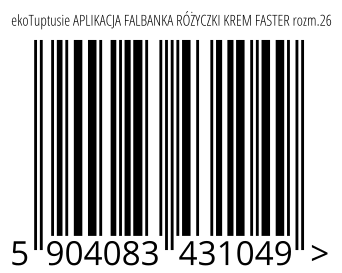 ekoTuptusie APLIKACJA FALBANKA RÓŻYCZKI KREM FASTER rozm.26
5 904083 431049 >